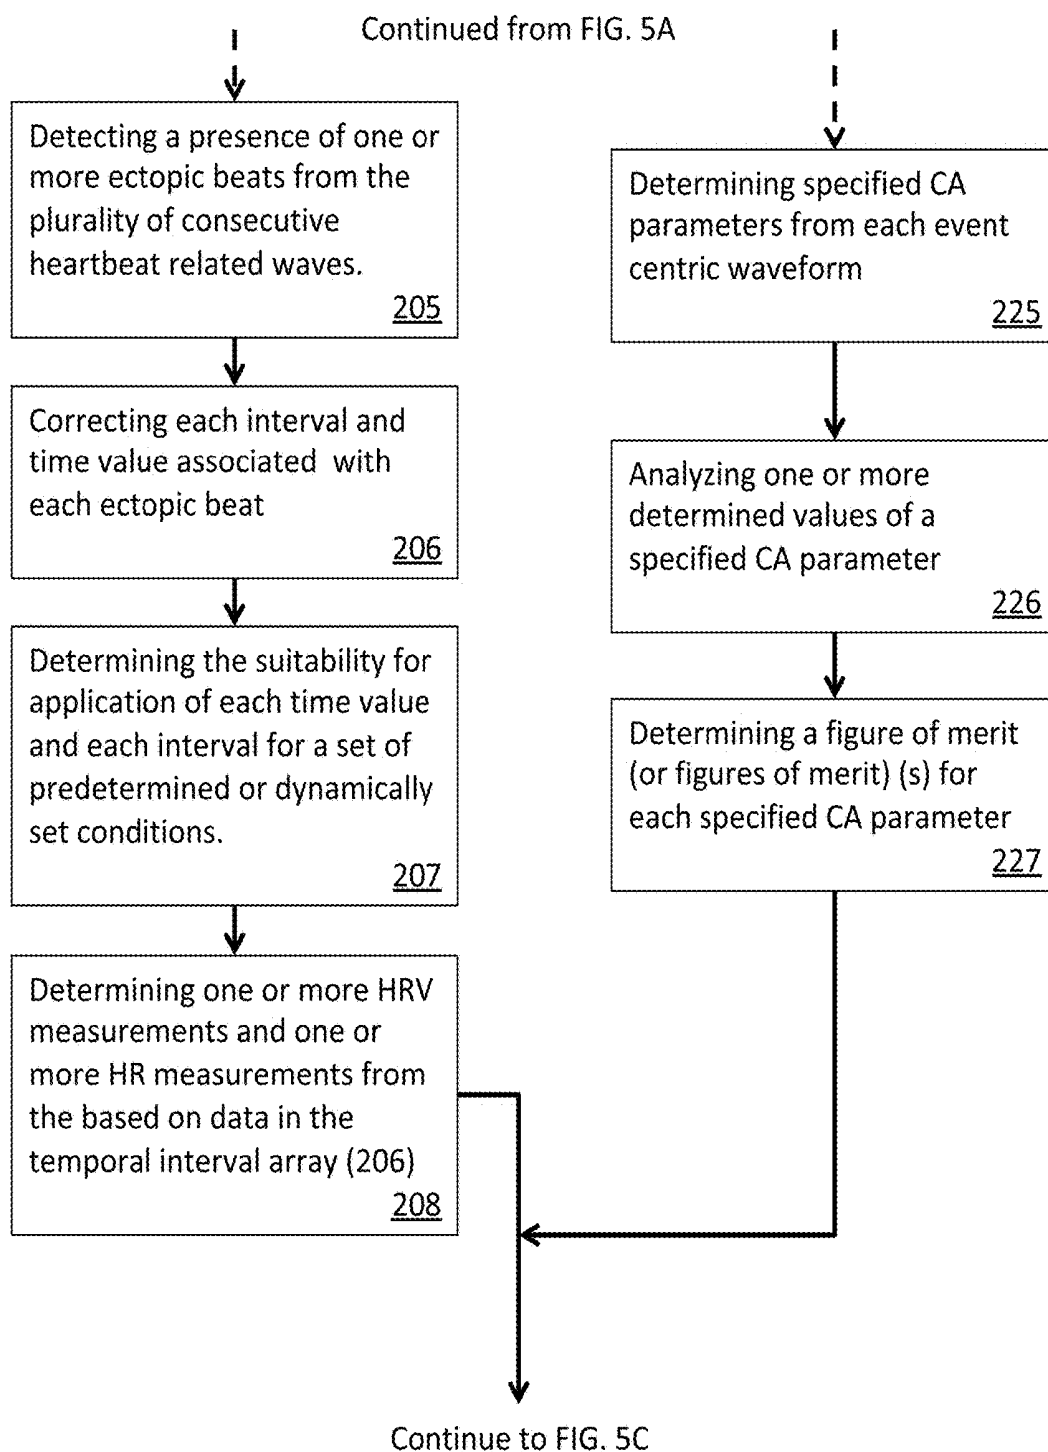 Continued from FIG. 5A
Detecting a presence of one or
more ectopic beats from the
plurality of consecutive
heartbeat related waves.
205
Correcting each interval and
time value associated with
each ectopic beat
206
Determining the suitability for
application of each time value
and each interval for a set of
predetermined or dynamically
set conditions.
207
Determining one or more HRV
measurements and one or
more HR measurements from
the based on data in the
temporal interval array (206)
208
Determining specified CA
parameters from each event
centric waveform
225
Analyzing one or more
determined values of a
specified CA parameter
226
Determining a figure of merit
(or figures of merit) (s) for
each specified CA parameter
227
Continue to FIG. 5C